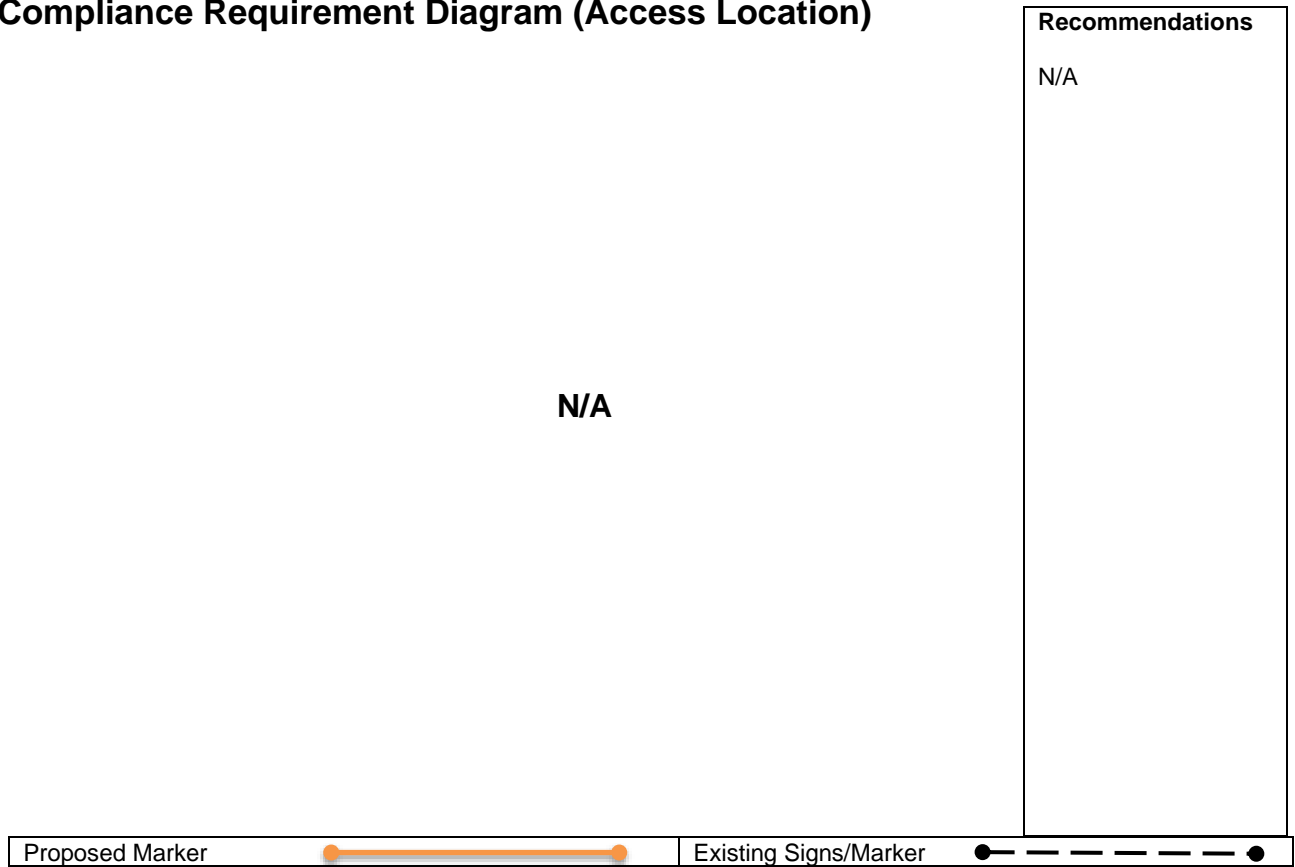 Compliance Requirement Diagram (Access Location)
Recommendations
N/A
N/A
Proposed Marker
Existing Signs/Marker